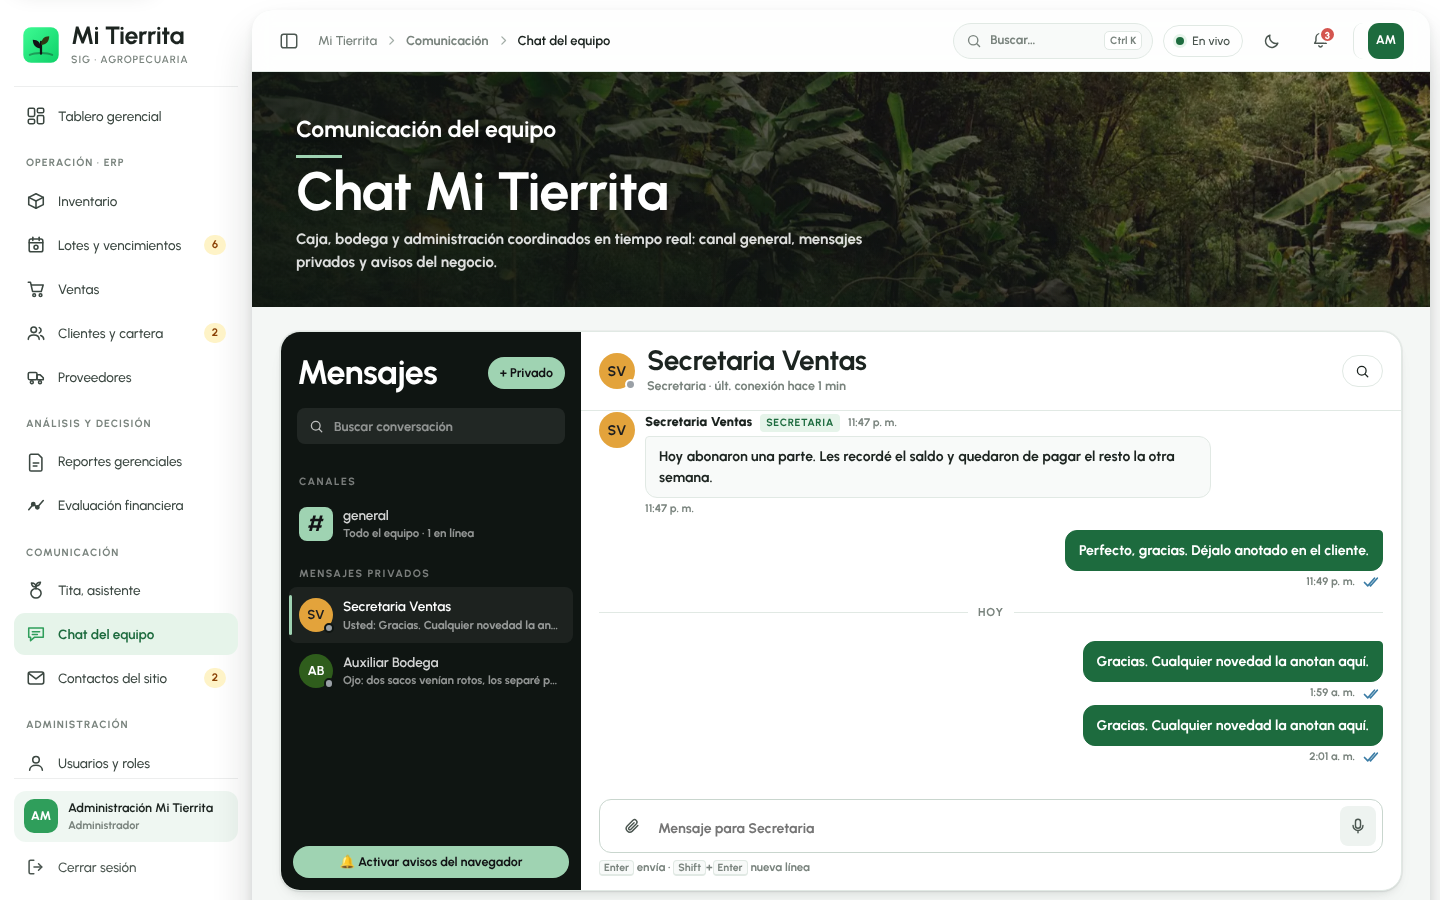 Mi Tierrita
SIG · AGROPECUARIA
Tablero gerencial
OPERACIÓN · ERP
Inventario
Lotes y vencimientos 6
Ventas
Clientes y cartera 2
Proveedores
ANÁLISIS Y DECISIÓN
Reportes gerenciales
Evaluación financiera
COMUNICACIÓN
Tita, asistente
Chat del equipo
Contactos del sitio 2
ADMINISTRACIÓN
Usuarios y roles
AM Administración Mi Tierrita
Administrador
Cerrar sesión
Mi Tierrita > Comunicación > Chat del equipo
Buscar... Ctrl K
En vivo
3
AM
Comunicación del equipo
Chat Mi Tierrita
Caja, bodega y administración coordinados en tiempo real: canal general, mensajes
privados y avisos del negocio.
Mensajes
+ Privado
Buscar conversación
CANALES
# general
Todo el equipo · 1 en línea
MENSAJES PRIVADOS
SV Secretaria Ventas
Usted: Gracias. Cualquier novedad la an...
AB Auxiliar Bodega
Ojo: dos sacos venían rotos, los separé p...
🔔 Activar avisos del navegador
SV Secretaria Ventas
Secretaria · últ. conexión hace 1 min
SV Secretaria Ventas SECRETARIA 11:47 p. m.
Hoy abonaron una parte. Les recordé el saldo y quedaron de pagar el resto la otra
semana.
11:47 p. m.
Perfecto, gracias. Déjalo anotado en el cliente.
11:49 p. m.
HOY
Gracias. Cualquier novedad la anotan aquí.
1:59 a. m.
Gracias. Cualquier novedad la anotan aquí.
2:01 a. m.
Mensaje para Secretaria
Enter envía · Shift + Enter nueva línea